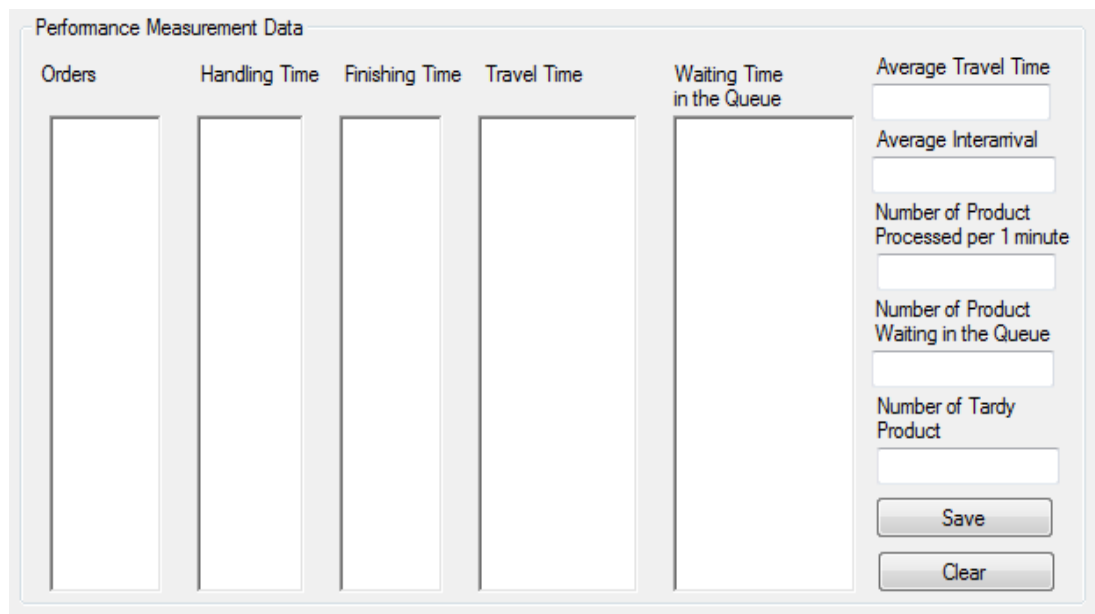 Performance Measurement Data
Orders
Handling Time
Finishing Time
Travel Time
Waiting Time
in the Queue
Average Travel Time
Average Interarrival
Number of Product
Processed per 1 minute
Number of Product
Waiting in the Queue
Number of Tardy
Product
Save
Clear